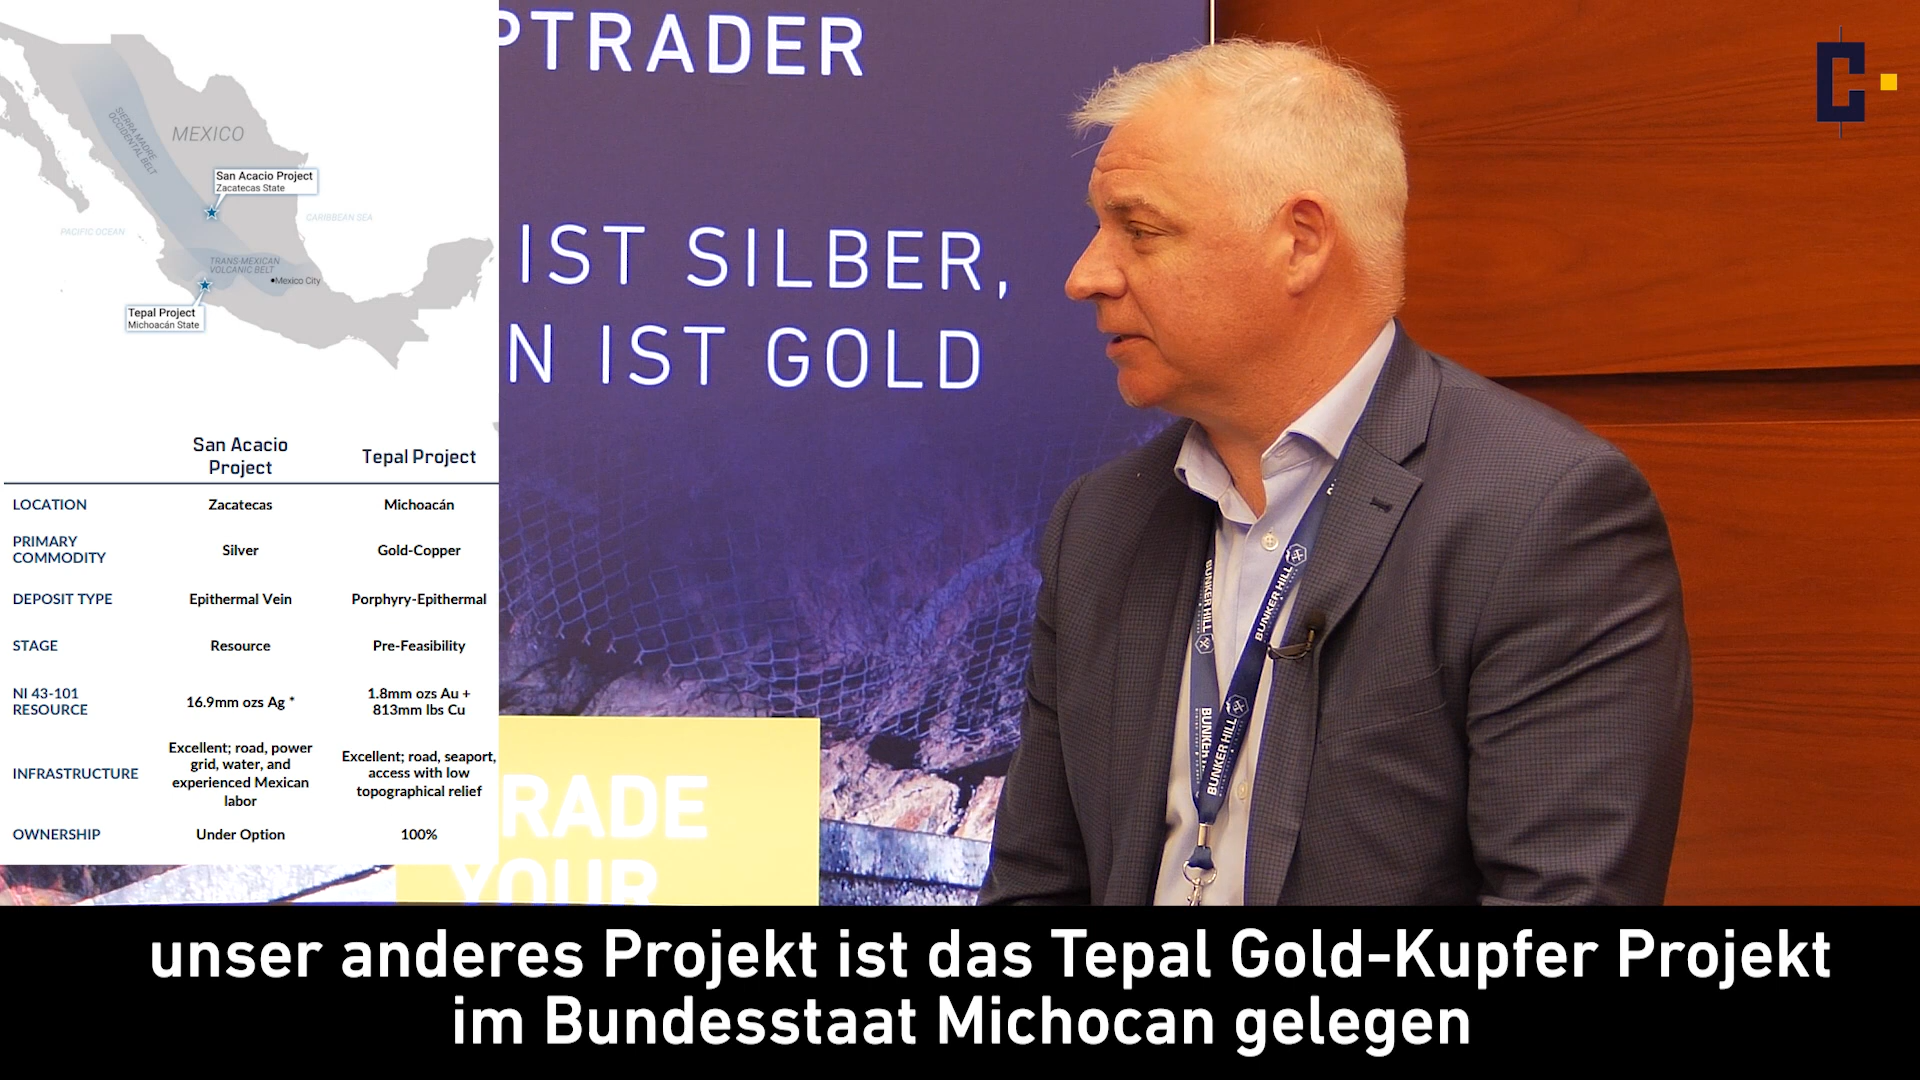 PTRADER
IST SILBER,
N IST GOLD
RADE
YOUR
MEXICO
SIERRA MADRE
OCCIDENTAL BELT
San Acacio Project
Zacatecas State
CARIBBEAN SEA
PACIFIC OCEAN
TRANS-MEXICAN
VOLCANIC BELT
Mexico City
Tepal Project
Michoacán State
San Acacio
Project
Tepal Project
LOCATION
Zacatecas
Michoacán
PRIMARY
COMMODITY
Silver
Gold-Copper
DEPOSIT TYPE
Epithermal Vein
Porphyry-Epithermal
STAGE
Resource
Pre-Feasibility
NI 43-101
RESOURCE
16.9mm ozs Ag *
1.8mm ozs Au +
813mm lbs Cu
INFRASTRUCTURE
Excellent; road, power
grid, water, and
experienced Mexican
labor
Excellent; road, seaport,
access with low
topographical relief
OWNERSHIP
Under Option
100%
BUNKER HILL
BUNKER HILL
BUNKER HILL
unser anderes Projekt ist das Tepal Gold-Kupfer Projekt
im Bundesstaat Michocan gelegen